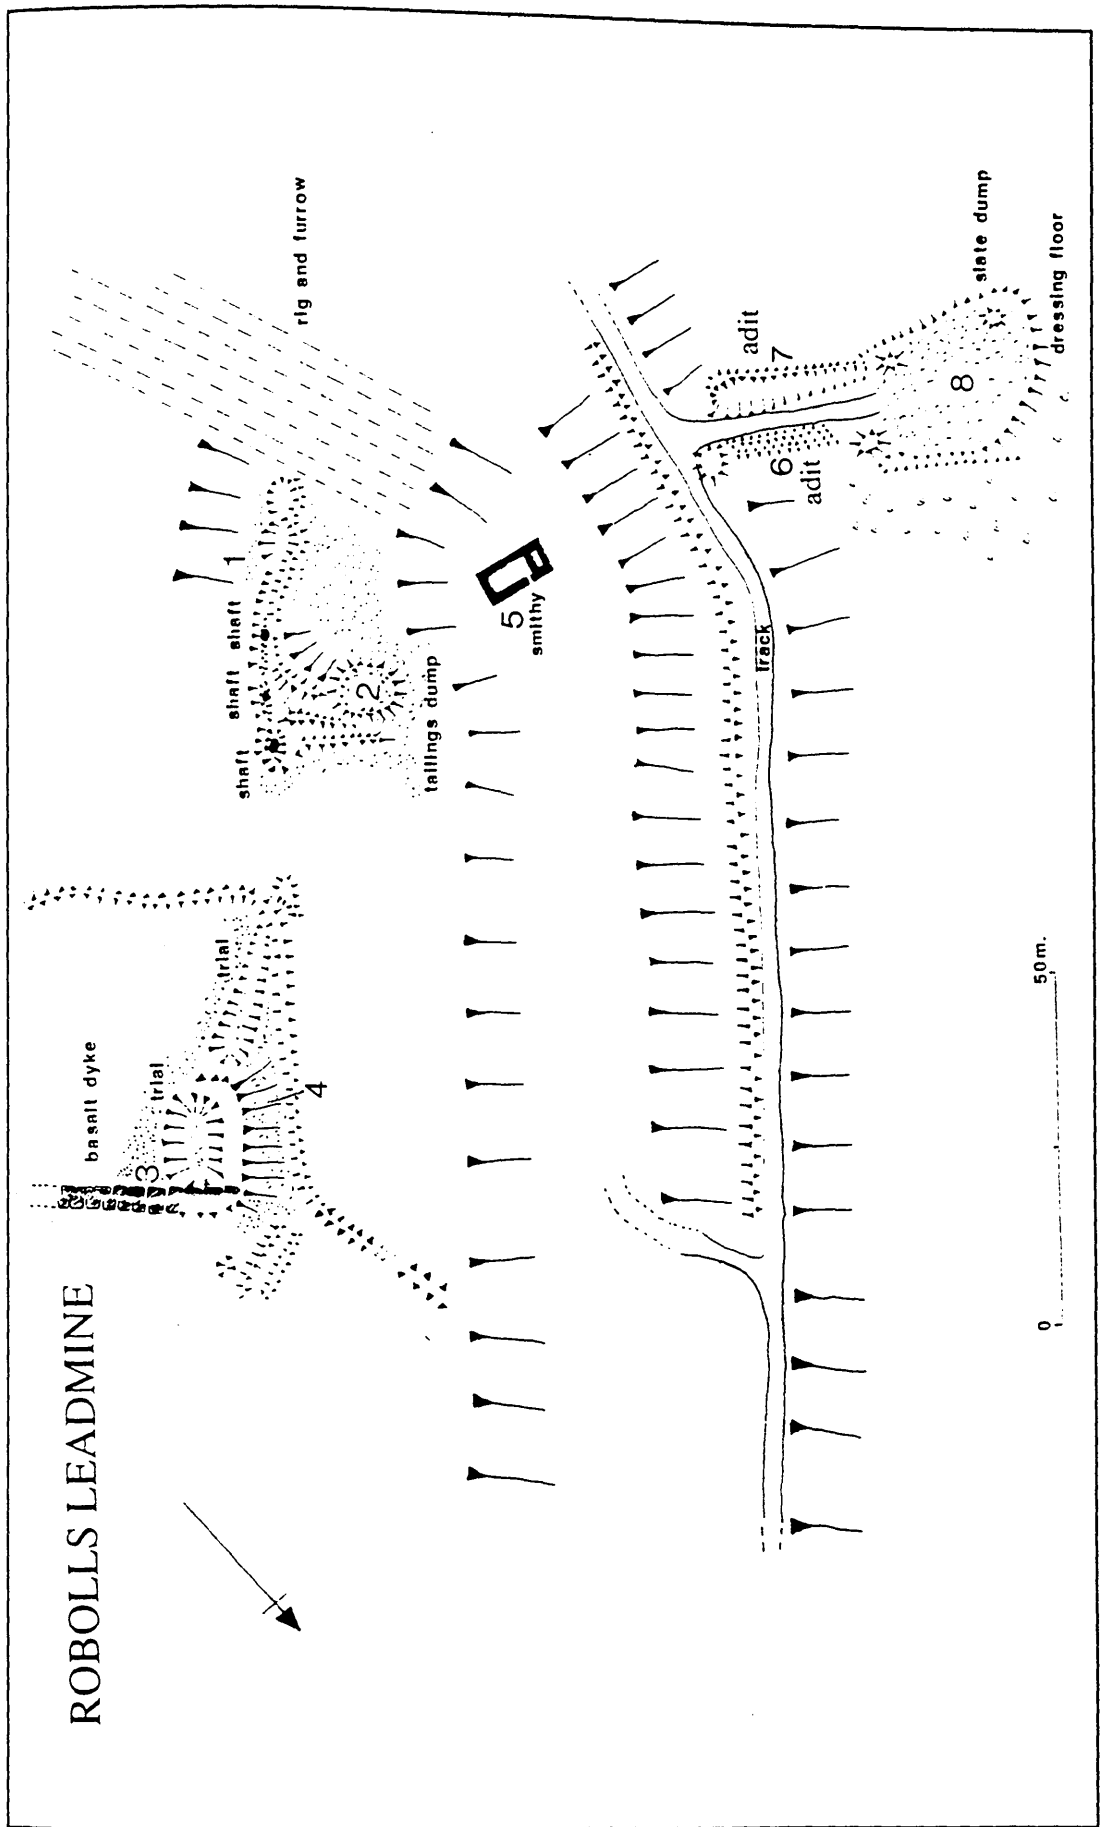 ROBOLLS LEADMINE
basalt dyke
3
trial
trial
4
shaft
shaft
shaft
1
2
tailings dump
rig and furrow
5
smithy
track
adit
7
6
adit
8
slate dump
dressing floor
0
50m.